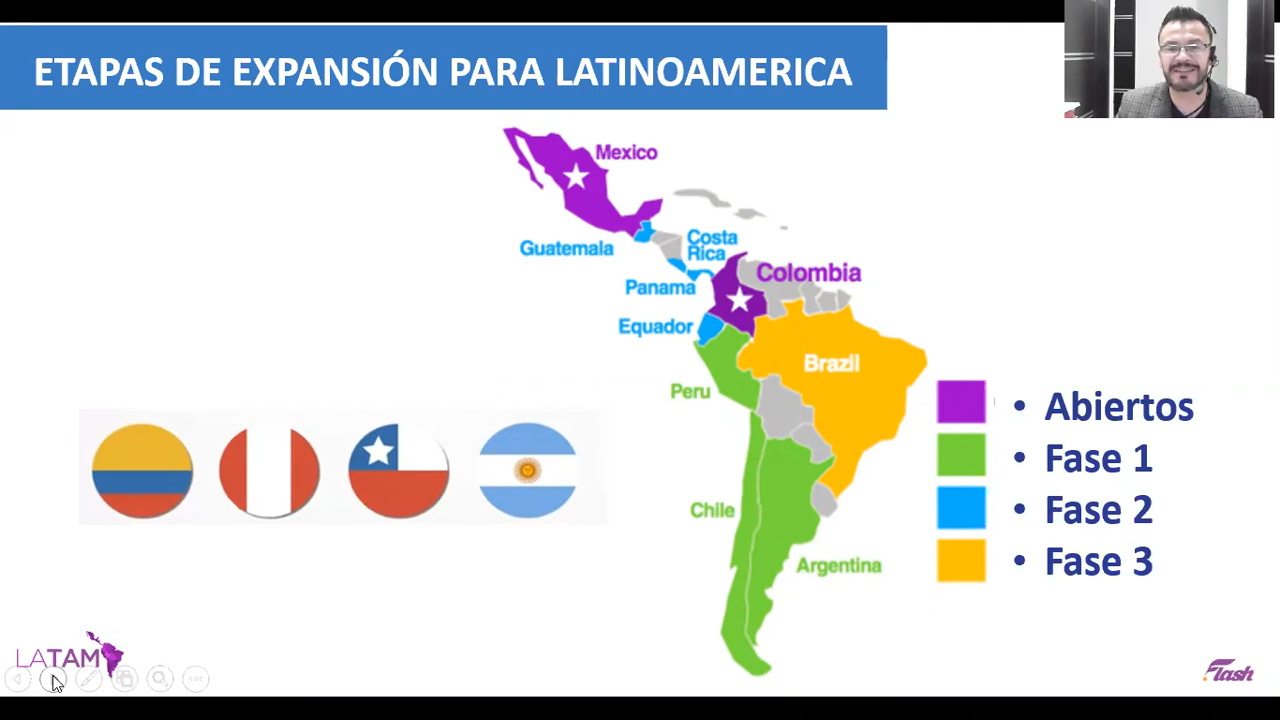 ETAPAS DE EXPANSIÓN PARA LATINOAMERICA
Mexico
Guatemala
Costa
Rica
Panama
Colombia
Equador
Brazil
Peru
Chile
Argentina
• Abiertos
• Fase 1
• Fase 2
• Fase 3
LATAM
Flash